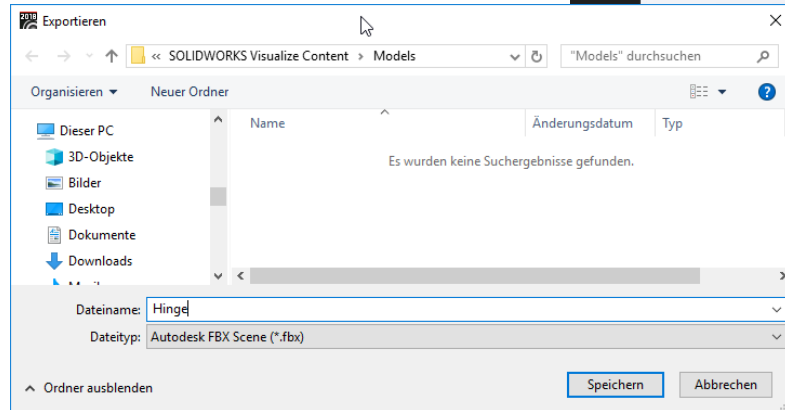 2018 Exportieren
« SOLIDWORKS Visualize Content > Models "Models" durchsuchen
Organisieren Neuer Ordner ?
Name Änderungsdatum Typ
Dieser PC
Es wurden keine Suchergebnisse gefunden.
3D-Objekte
Bilder
Desktop
Dokumente
Downloads
Dateiname: Hinge
Dateityp: Autodesk FBX Scene (*.fbx)
Ordner ausblenden Speichern Abbrechen